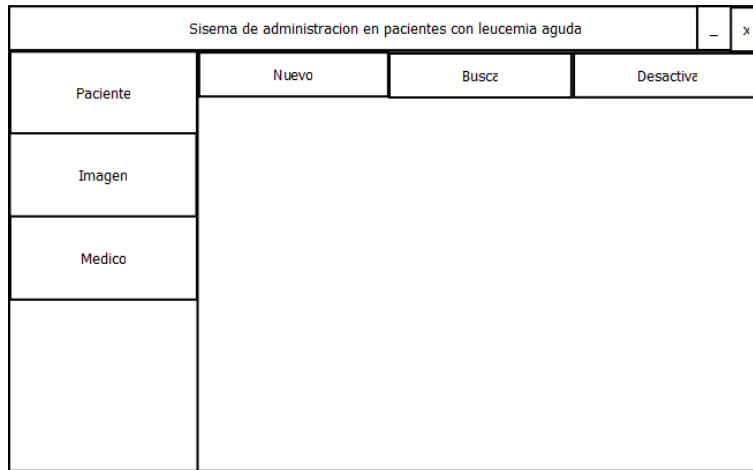 Sisema de administracion en pacientes con leucemia aguda _ x
Paciente Nuevo Busca Desactiva
Imagen
Medico